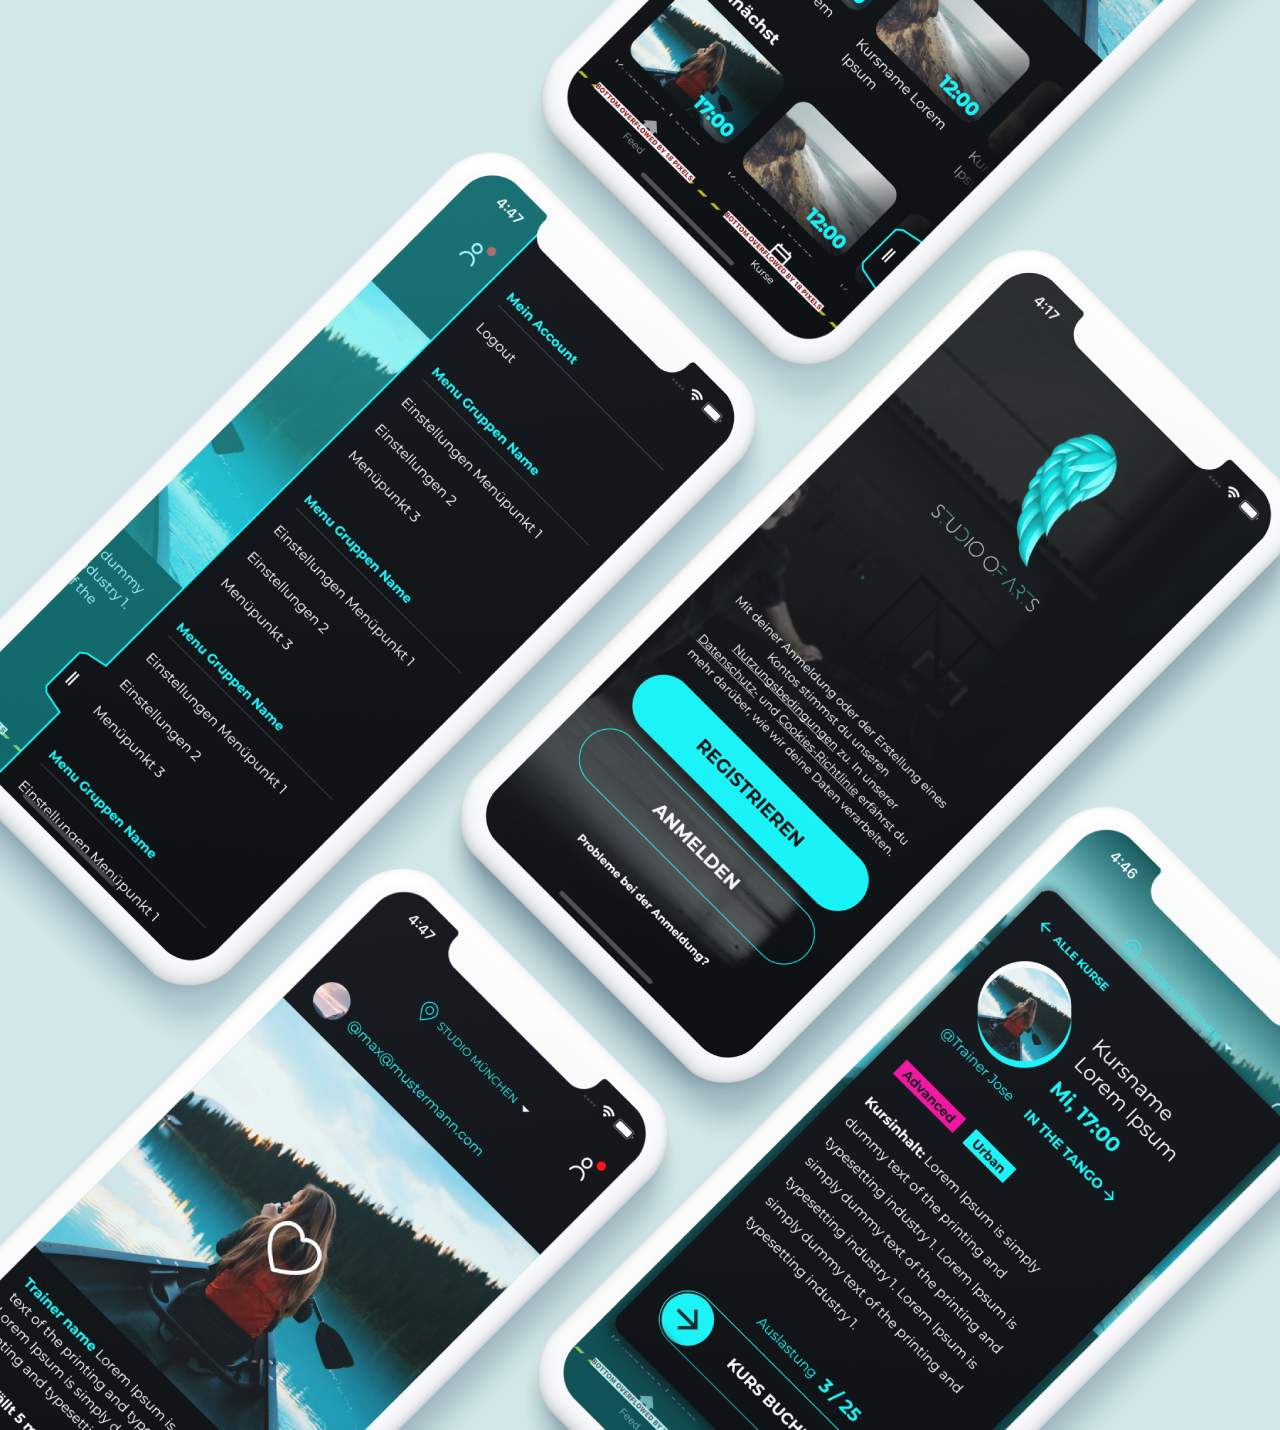 nächst
17:00
Kursname Lorem
Ipsum
12:00
12:00
BOTTOM OVERFLOWED BY 18 PIXELS
Feed
BOTTOM OVERFLOWED BY 18 PIXELS
Kurse
4:47
Mein Account
Logout
Menu Gruppen Name
Einstellungen Menüpunkt 1
Einstellungen 2
Menüpunkt 3
Menu Gruppen Name
Einstellungen Menüpunkt 1
Einstellungen 2
Menüpunkt 3
Menu Gruppen Name
Einstellungen Menüpunkt 1
Einstellungen 2
Menüpunkt 3
Menu Gruppen Name
Einstellungen Menüpunkt 1
dummy
dustry 1.
f the
4:17
STUDIO OF ARTS
Mit deiner Anmeldung oder der Erstellung eines
Kontos stimmst du unseren
Nutzungsbedingungen zu. In unserer
Datenschutz- und Cookies-Richtlinie erfährst du
mehr darüber, wie wir deine Daten verarbeiten.
REGISTRIEREN
ANMELDEN
Probleme bei der Anmeldung?
4:47
STUDIO MÜNCHEN
@max@mustermann.com
Trainer name Lorem Ipsum is
text of the printing and type
orem Ipsum is simply d
nting and typesetti
ällt 5 m
4:46
ALLE KURSE
Kursname
Lorem Ipsum
Mi, 17:00
IN THE TANGO
@Trainer Jose
Advanced
Urban
Kursinhalt: Lorem Ipsum is simply
dummy text of the printing and
typesetting industry 1. Lorem Ipsum is
simply dummy text of the printing and
typesetting industry 1. Lorem Ipsum is
simply dummy text of the printing and
typesetting industry 1.
Auslastung 3 / 25
KURS BUCH
BOTTOM OVERFLOWED BY
Feed